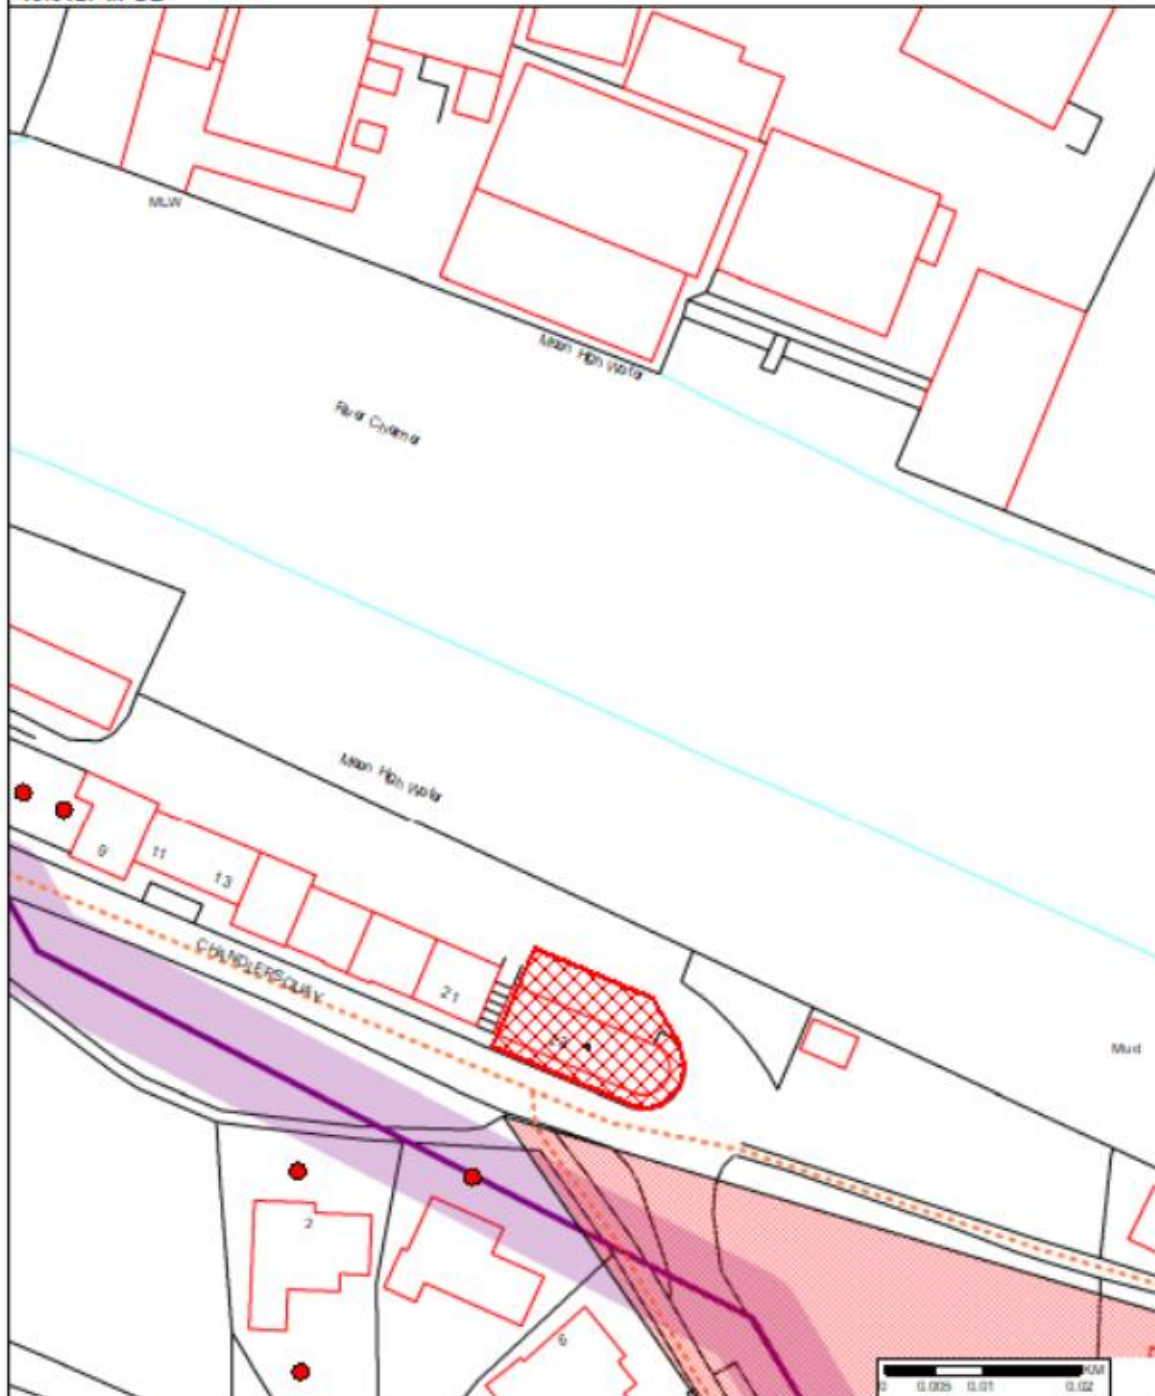 MLW
Mean High Water
River Chelmer
Mean High Water
9
11
13
CHANDLERS QUAY
21
Mud
2
6
KM
0 0.005 0.01 0.02